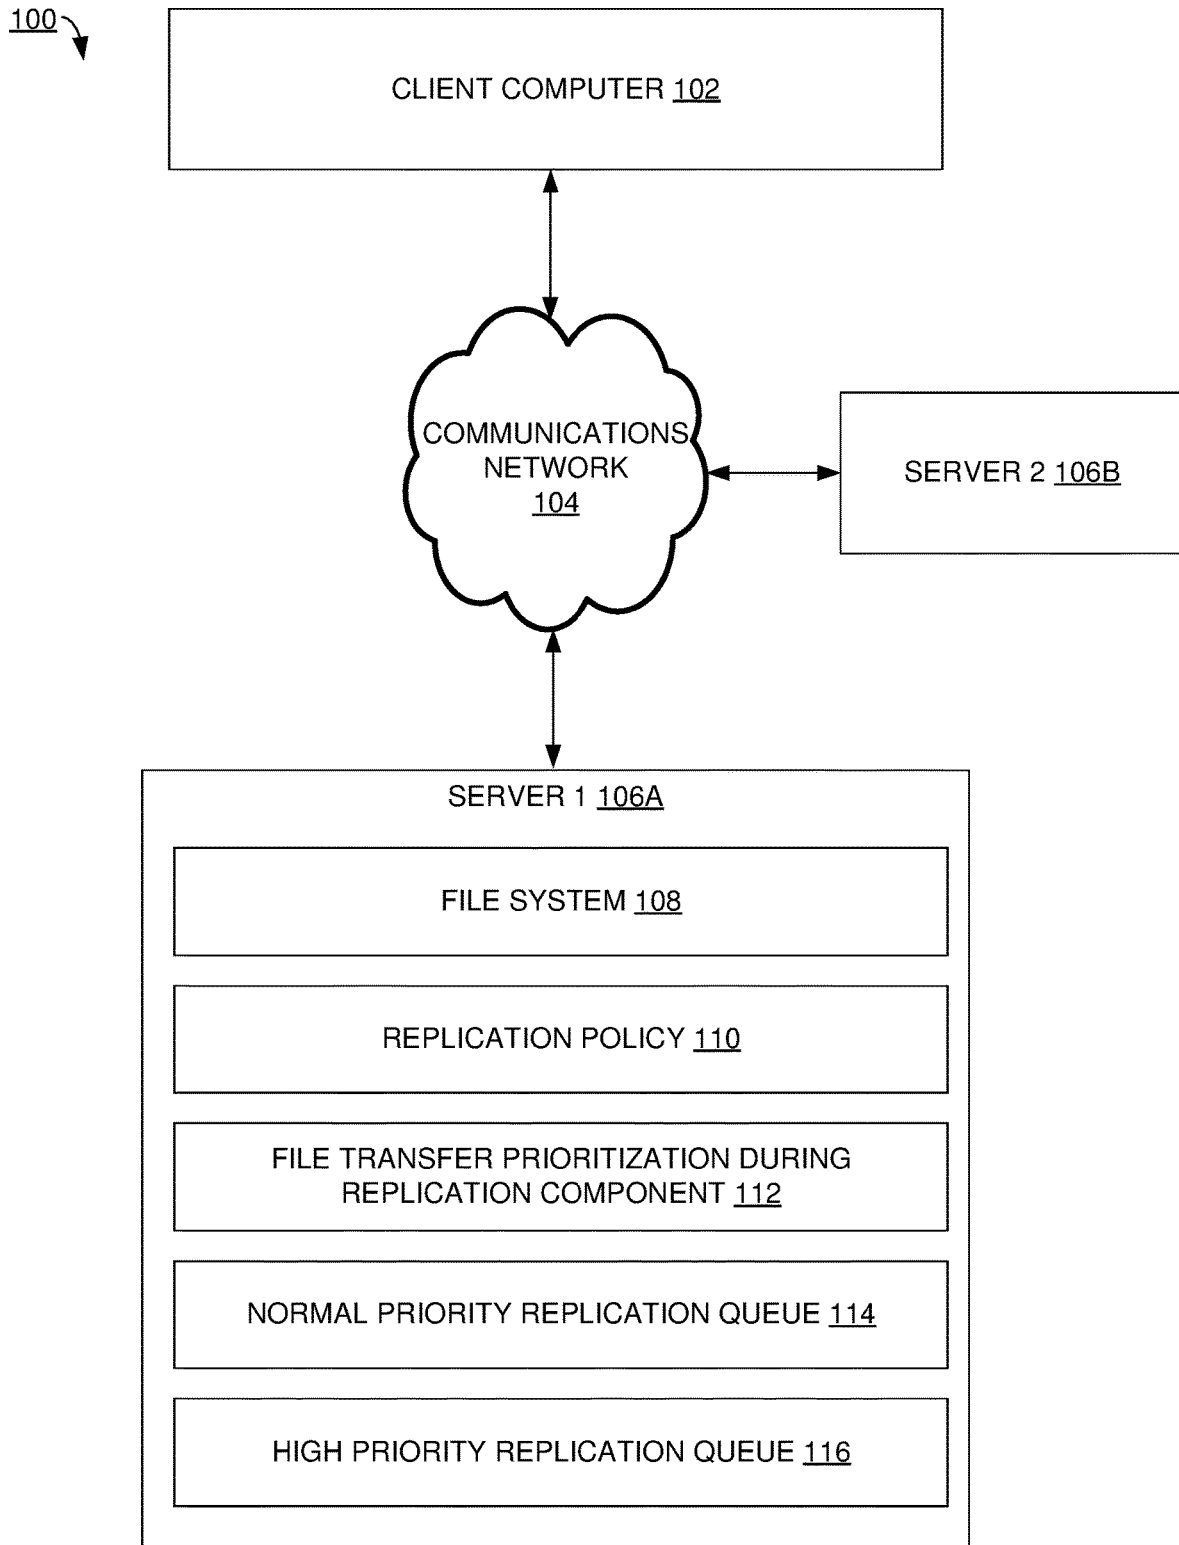 100
CLIENT COMPUTER 102
COMMUNICATIONS
NETWORK
104
SERVER 2 106B
SERVER 1 106A
FILE SYSTEM 108
REPLICATION POLICY 110
FILE TRANSFER PRIORITIZATION DURING
REPLICATION COMPONENT 112
NORMAL PRIORITY REPLICATION QUEUE 114
HIGH PRIORITY REPLICATION QUEUE 116